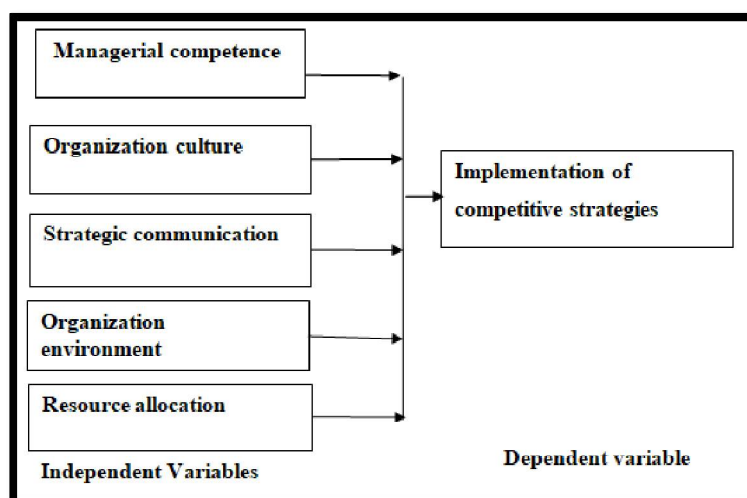 Managerial competence
Organization culture
Strategic communication
Organization
environment
Resource allocation
Independent Variables
Implementation of
competitive strategies
Dependent variable